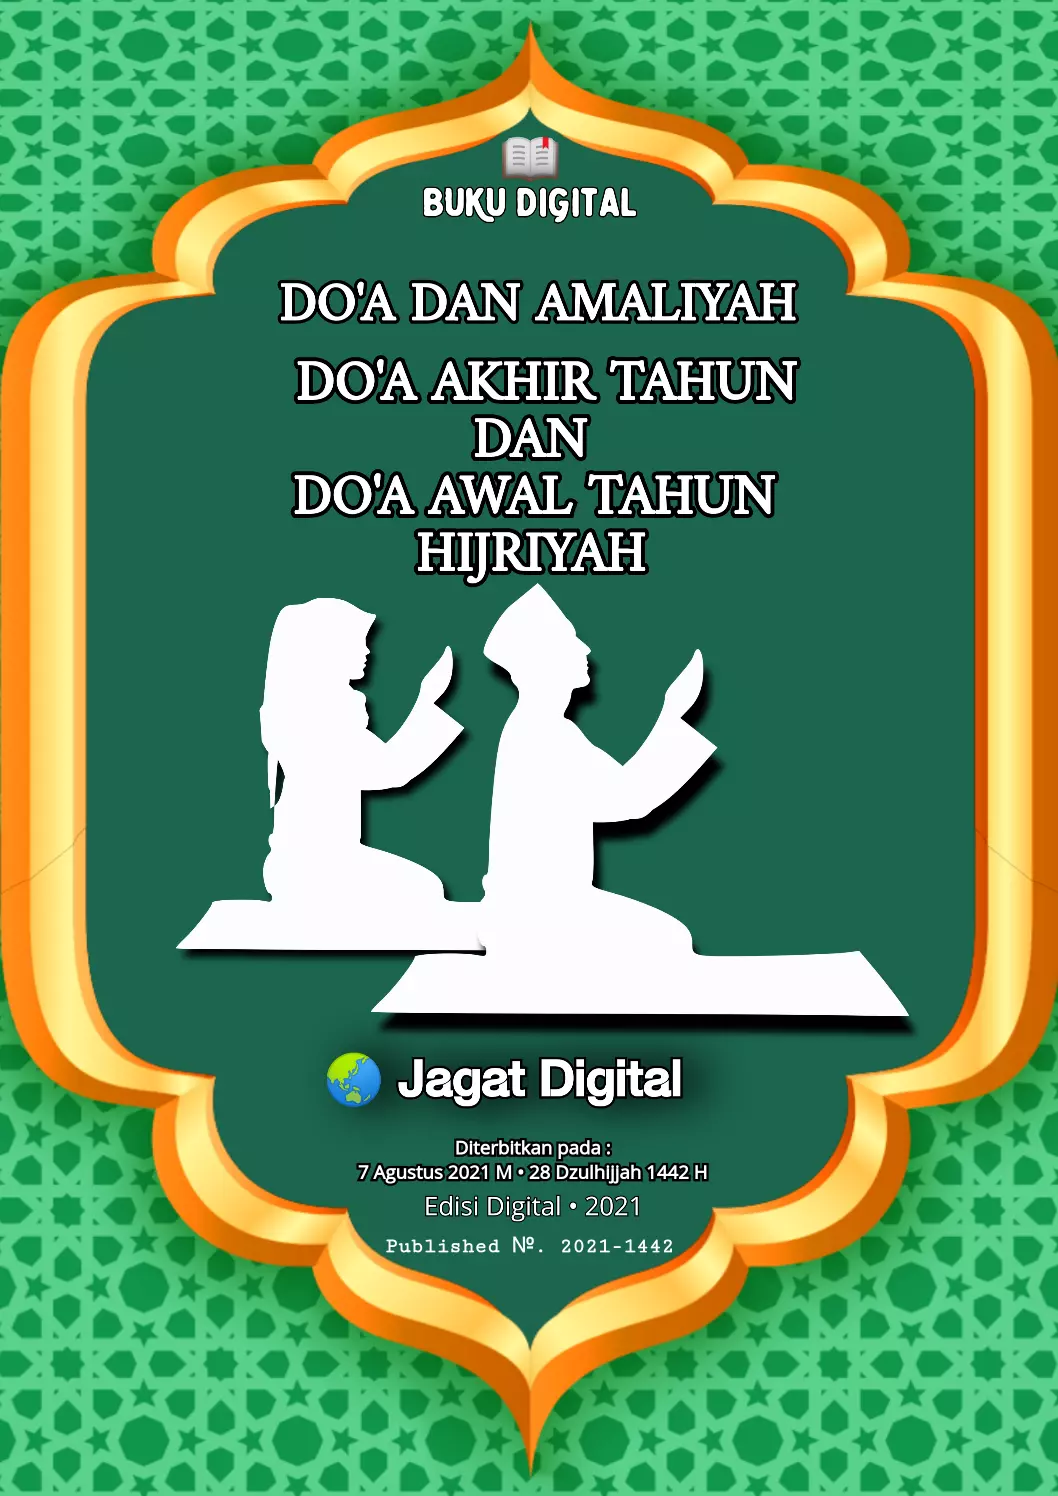 BUKU DIGITAL
DO'A DAN AMALIYAH
DO'A AKHIR TAHUN
DAN
DO'A AWAL TAHUN
HIJRIYAH
Jagat Digital
Diterbitkan pada :
7 Agustus 2021 M • 28 Dzulhijjah 1442 H
Edisi Digital • 2021
Published №. 2021-1442